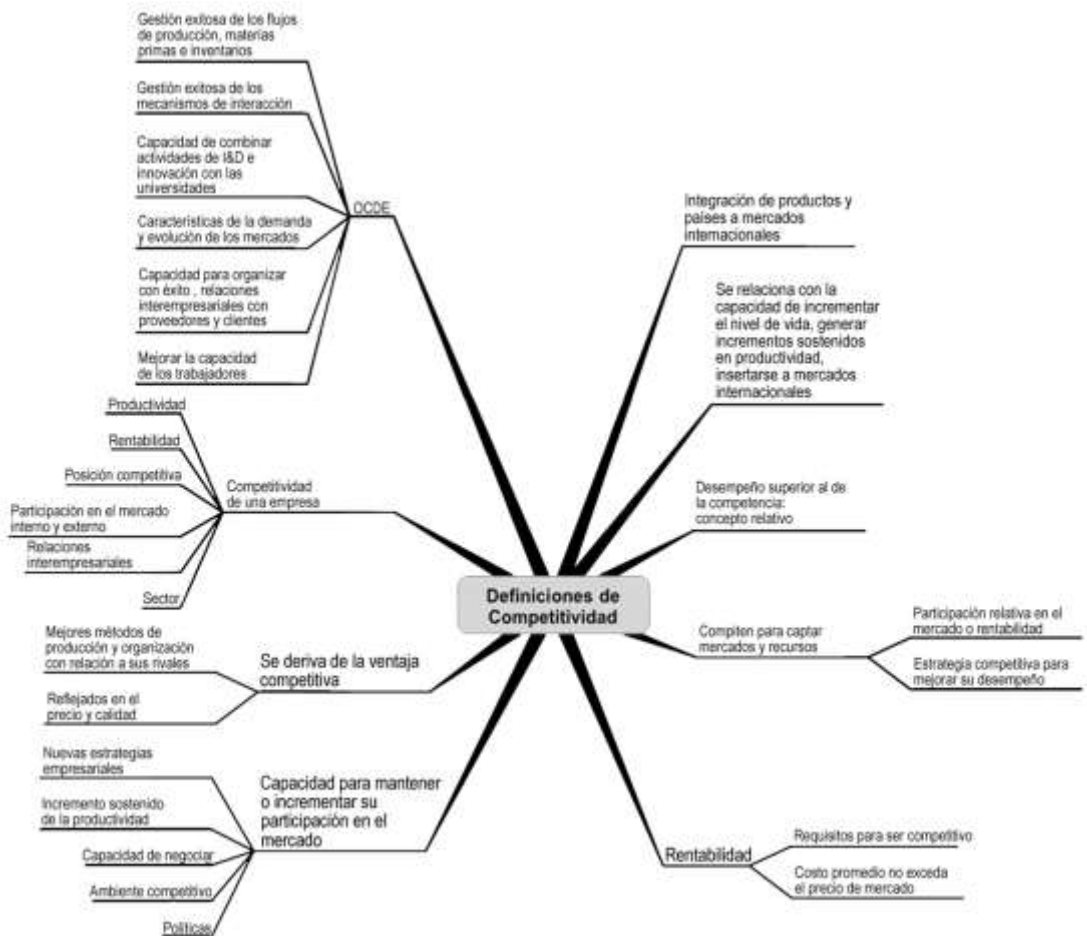 Gestión exitosa de los flujos
de producción, materias
primas e inventarios
Gestión exitosa de los
mecanismos de interacción
Capacidad de combinar
actividades de I&D e
innovación con las
universidades
Características de la demanda
y evolución de los mercados
Capacidad para organizar
con éxito , relaciones
interempresariales con
proveedores y clientes
Mejorar la capacidad
de los trabajadores
OCDE
Productividad
Rentabilidad
Posición competitiva
Participación en el mercado
interno y externo
Relaciones
interempresariales
Sector
Competitividad
de una empresa
Mejores métodos de
producción y organización
con relación a sus rivales
Reflejados en el
precio y calidad
Se deriva de la ventaja
competitiva
Nuevas estrategias
empresariales
Incremento sostenido
de la productividad
Capacidad de negociar
Ambiente competitivo
Políticas
Capacidad para mantener
o incrementar su
participación en el
mercado
Definiciones de
Competitividad
Integración de productos y
países a mercados
internacionales
Se relaciona con la
capacidad de incrementar
el nivel de vida, generar
incrementos sostenidos
en productividad,
insertarse a mercados
internacionales
Desempeño superior al de
la competencia:
concepto relativo
Compiten para captar
mercados y recursos
Participación relativa en el
mercado o rentabilidad
Estrategia competitiva para
mejorar su desempeño
Rentabilidad
Requisitos para ser competitivo
Costo promedio no exceda
el precio de mercado